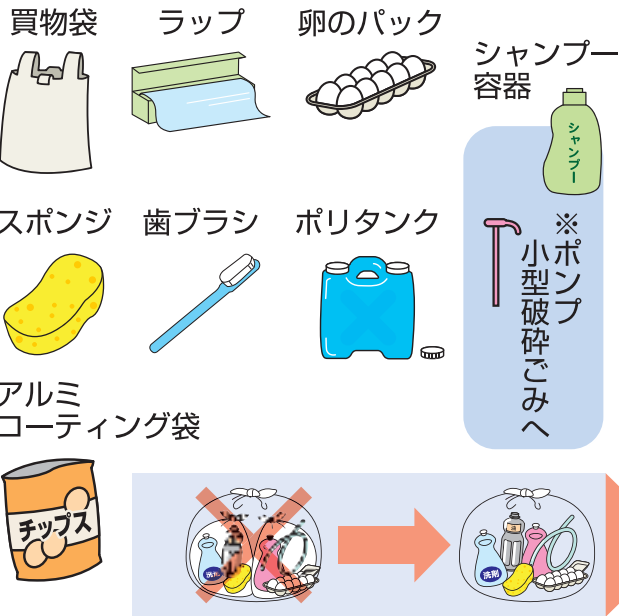 買物袋
ラップ
卵のパック
シャンプー
容器
シャンプー
※ポンプ
小型破砕ごみへ
スポンジ
歯ブラシ
ポリタンク
アルミ
コーティング袋
チップス
洗剤
油
洗剤